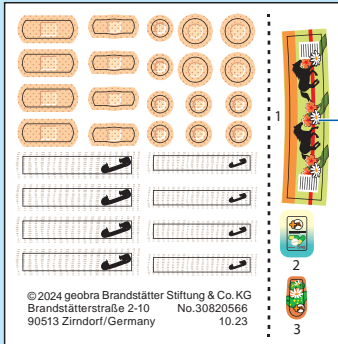 1
2
3
© 2024 geobra Brandstätter Stiftung & Co. KG
Brandstätterstraße 2-10 No. 30820566
90513 Zirndorf/Germany 10.23